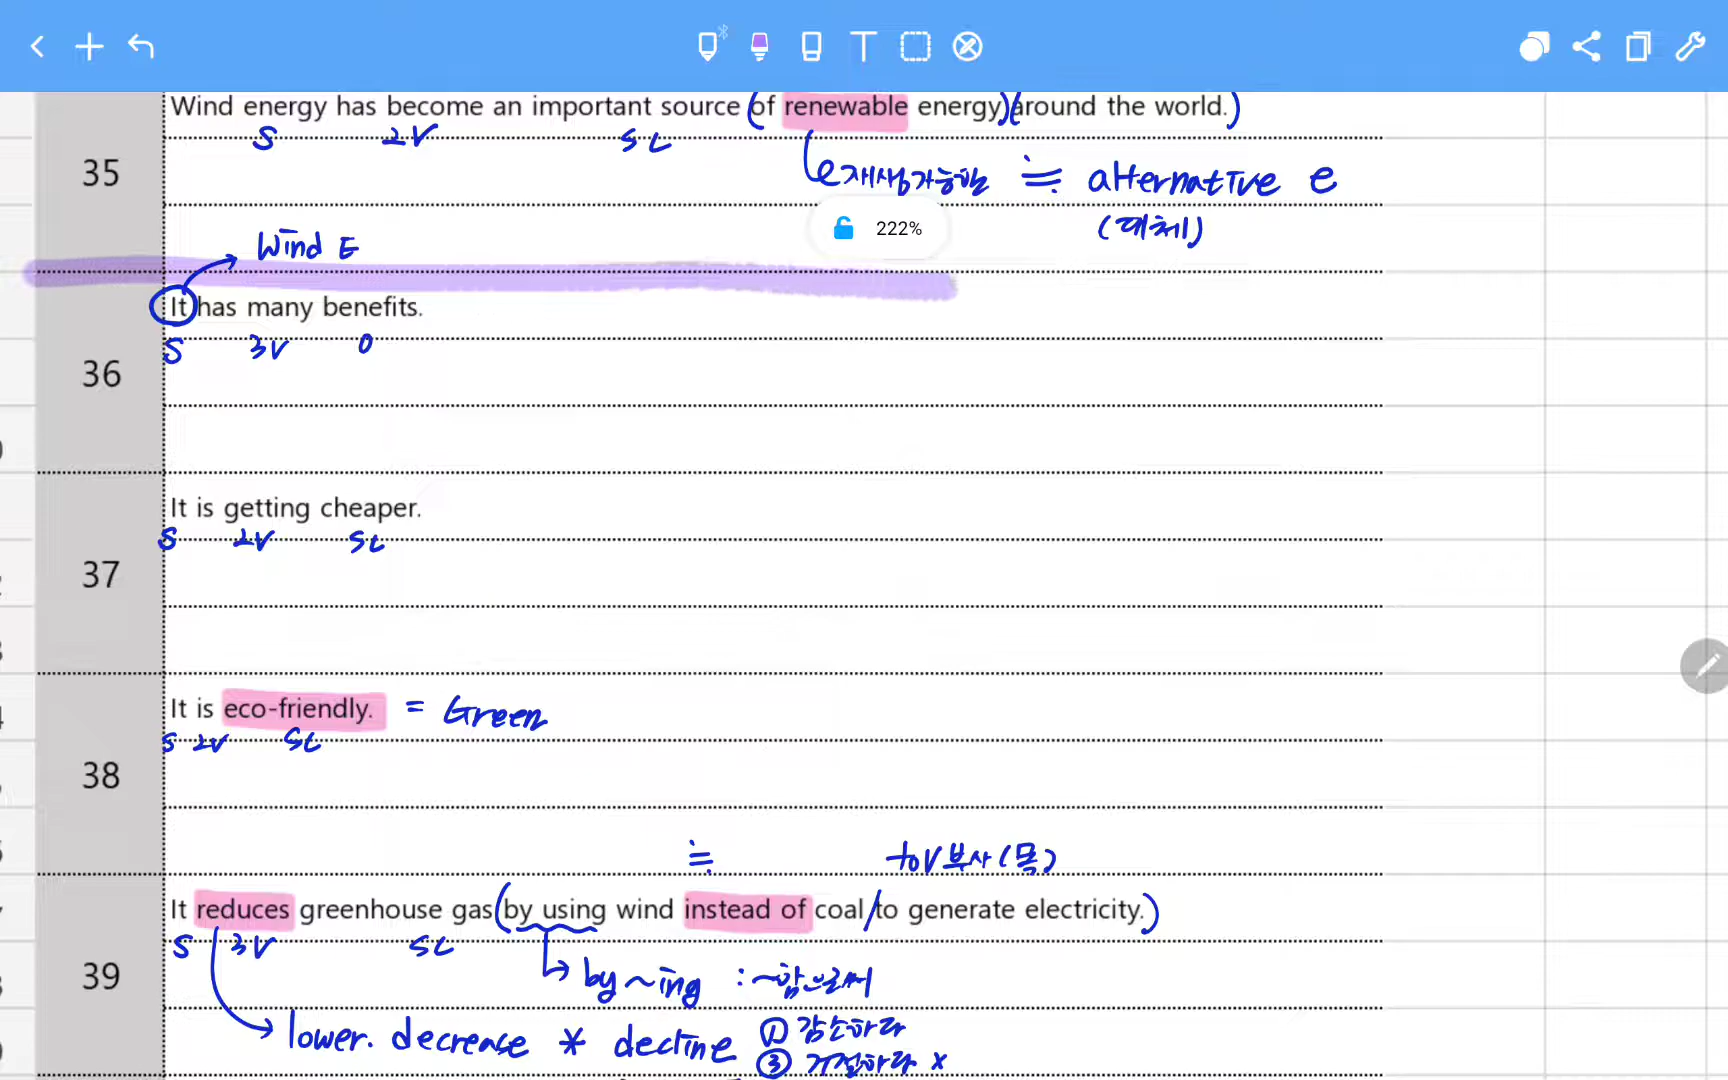 Wind energy has become an important source (of renewable energy)(around the world.)
S 2V SC
35
e재생가능한 ≒ alternative e
(대체)
222%
Wind E
It has many benefits.
S 3V O
36
It is getting cheaper.
S 2V SC
37
It is eco-friendly. = Green
S 2V SC
38
≒ toV부사(목)
It reduces greenhouse gas (by using wind instead of coal/to generate electricity.)
S 3V SC
39
by ~ing : ~함으로써
lower. decrease * decline ① 감소하다
③ 거절하다 x